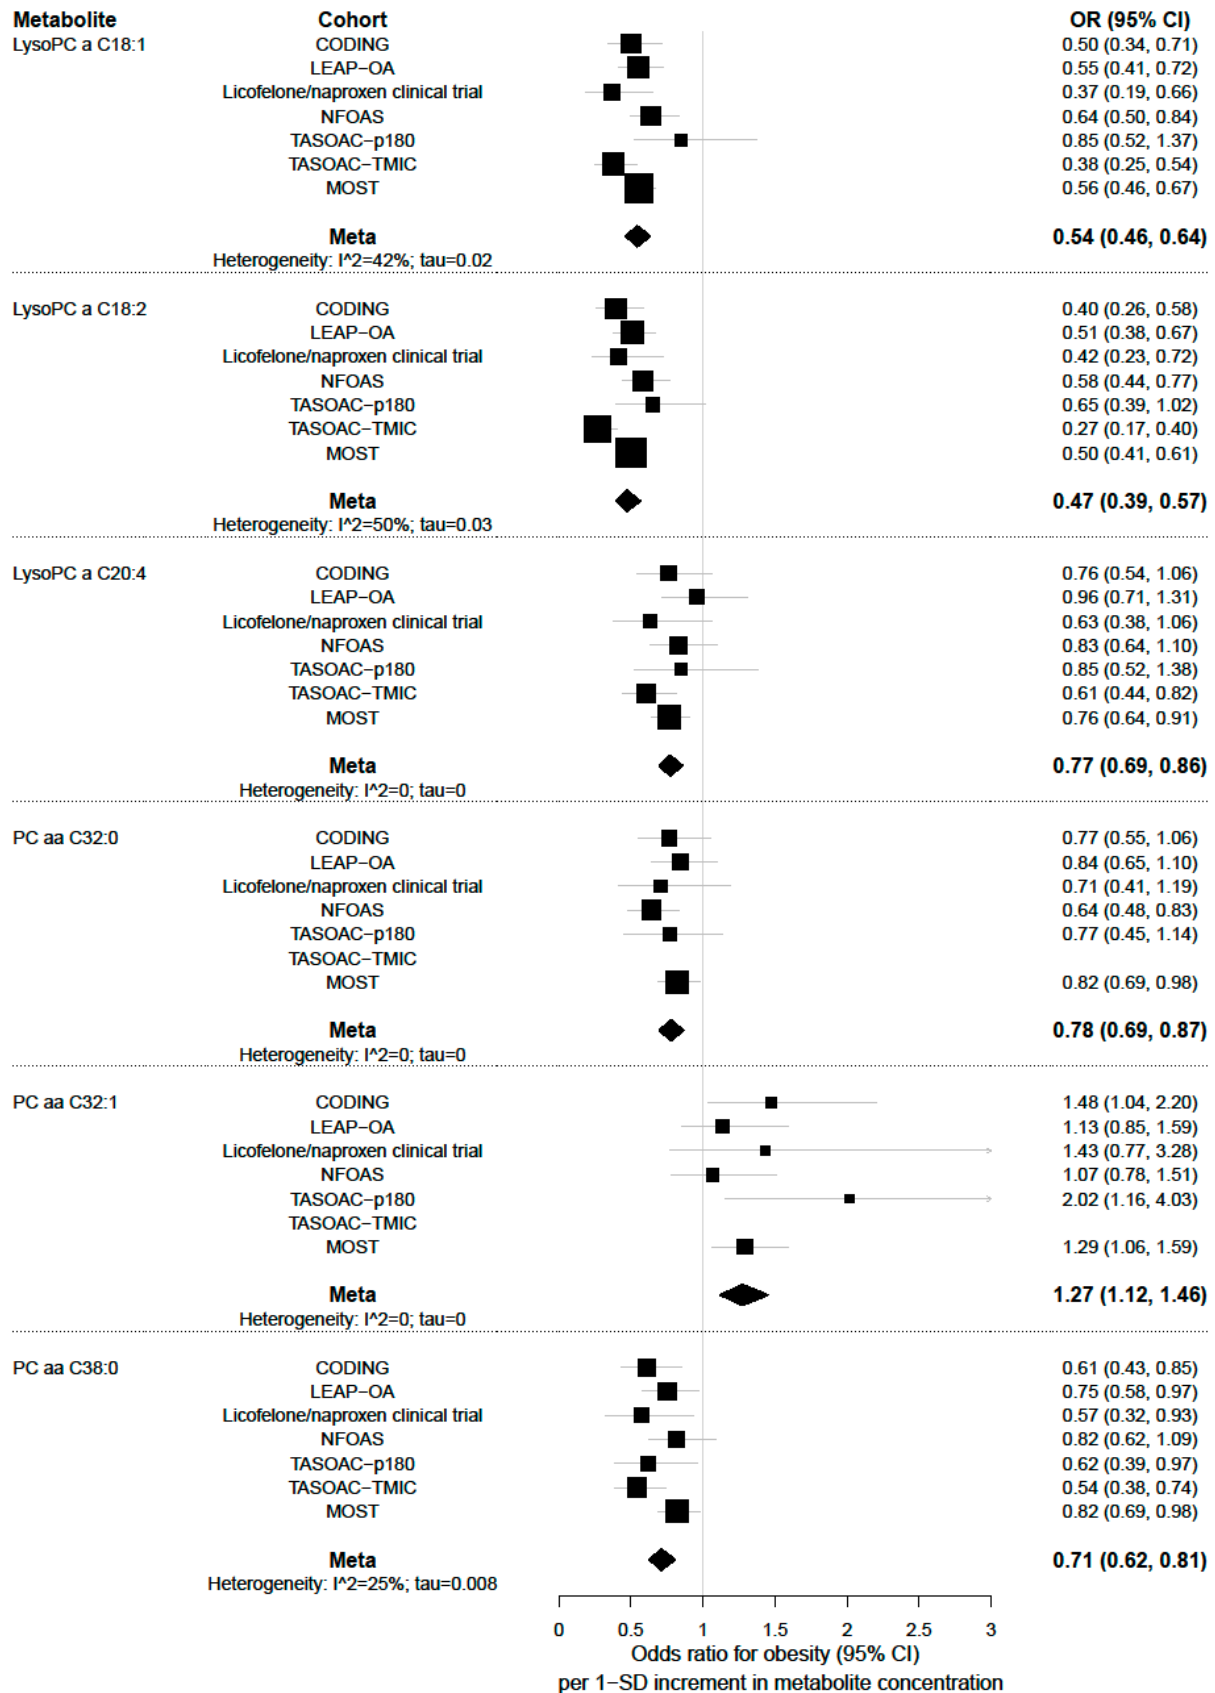 Metabolite Cohort OR (95% CI)
LysoPC a C18:1 CODING 0.50 (0.34, 0.71)
LEAP−OA 0.55 (0.41, 0.72)
Licofelone/naproxen clinical trial 0.37 (0.19, 0.66)
NFOAS 0.64 (0.50, 0.84)
TASOAC−p180 0.85 (0.52, 1.37)
TASOAC−TMIC 0.38 (0.25, 0.54)
MOST 0.56 (0.46, 0.67)
Meta 0.54 (0.46, 0.64)
Heterogeneity: I^2=42%; tau=0.02
LysoPC a C18:2 CODING 0.40 (0.26, 0.58)
LEAP−OA 0.51 (0.38, 0.67)
Licofelone/naproxen clinical trial 0.42 (0.23, 0.72)
NFOAS 0.58 (0.44, 0.77)
TASOAC−p180 0.65 (0.39, 1.02)
TASOAC−TMIC 0.27 (0.17, 0.40)
MOST 0.50 (0.41, 0.61)
Meta 0.47 (0.39, 0.57)
Heterogeneity: I^2=50%; tau=0.03
LysoPC a C20:4 CODING 0.76 (0.54, 1.06)
LEAP−OA 0.96 (0.71, 1.31)
Licofelone/naproxen clinical trial 0.63 (0.38, 1.06)
NFOAS 0.83 (0.64, 1.10)
TASOAC−p180 0.85 (0.52, 1.38)
TASOAC−TMIC 0.61 (0.44, 0.82)
MOST 0.76 (0.64, 0.91)
Meta 0.77 (0.69, 0.86)
Heterogeneity: I^2=0; tau=0
PC aa C32:0 CODING 0.77 (0.55, 1.06)
LEAP−OA 0.84 (0.65, 1.10)
Licofelone/naproxen clinical trial 0.71 (0.41, 1.19)
NFOAS 0.64 (0.48, 0.83)
TASOAC−p180 0.77 (0.45, 1.14)
TASOAC−TMIC
MOST 0.82 (0.69, 0.98)
Meta 0.78 (0.69, 0.87)
Heterogeneity: I^2=0; tau=0
PC aa C32:1 CODING 1.48 (1.04, 2.20)
LEAP−OA 1.13 (0.85, 1.59)
Licofelone/naproxen clinical trial 1.43 (0.77, 3.28)
NFOAS 1.07 (0.78, 1.51)
TASOAC−p180 2.02 (1.16, 4.03)
TASOAC−TMIC
MOST 1.29 (1.06, 1.59)
Meta 1.27 (1.12, 1.46)
Heterogeneity: I^2=0; tau=0
PC aa C38:0 CODING 0.61 (0.43, 0.85)
LEAP−OA 0.75 (0.58, 0.97)
Licofelone/naproxen clinical trial 0.57 (0.32, 0.93)
NFOAS 0.82 (0.62, 1.09)
TASOAC−p180 0.62 (0.39, 0.97)
TASOAC−TMIC 0.54 (0.38, 0.74)
MOST 0.82 (0.69, 0.98)
Meta 0.71 (0.62, 0.81)
Heterogeneity: I^2=25%; tau=0.008
0 0.5 1 1.5 2 2.5 3
Odds ratio for obesity (95% CI)
per 1−SD increment in metabolite concentration